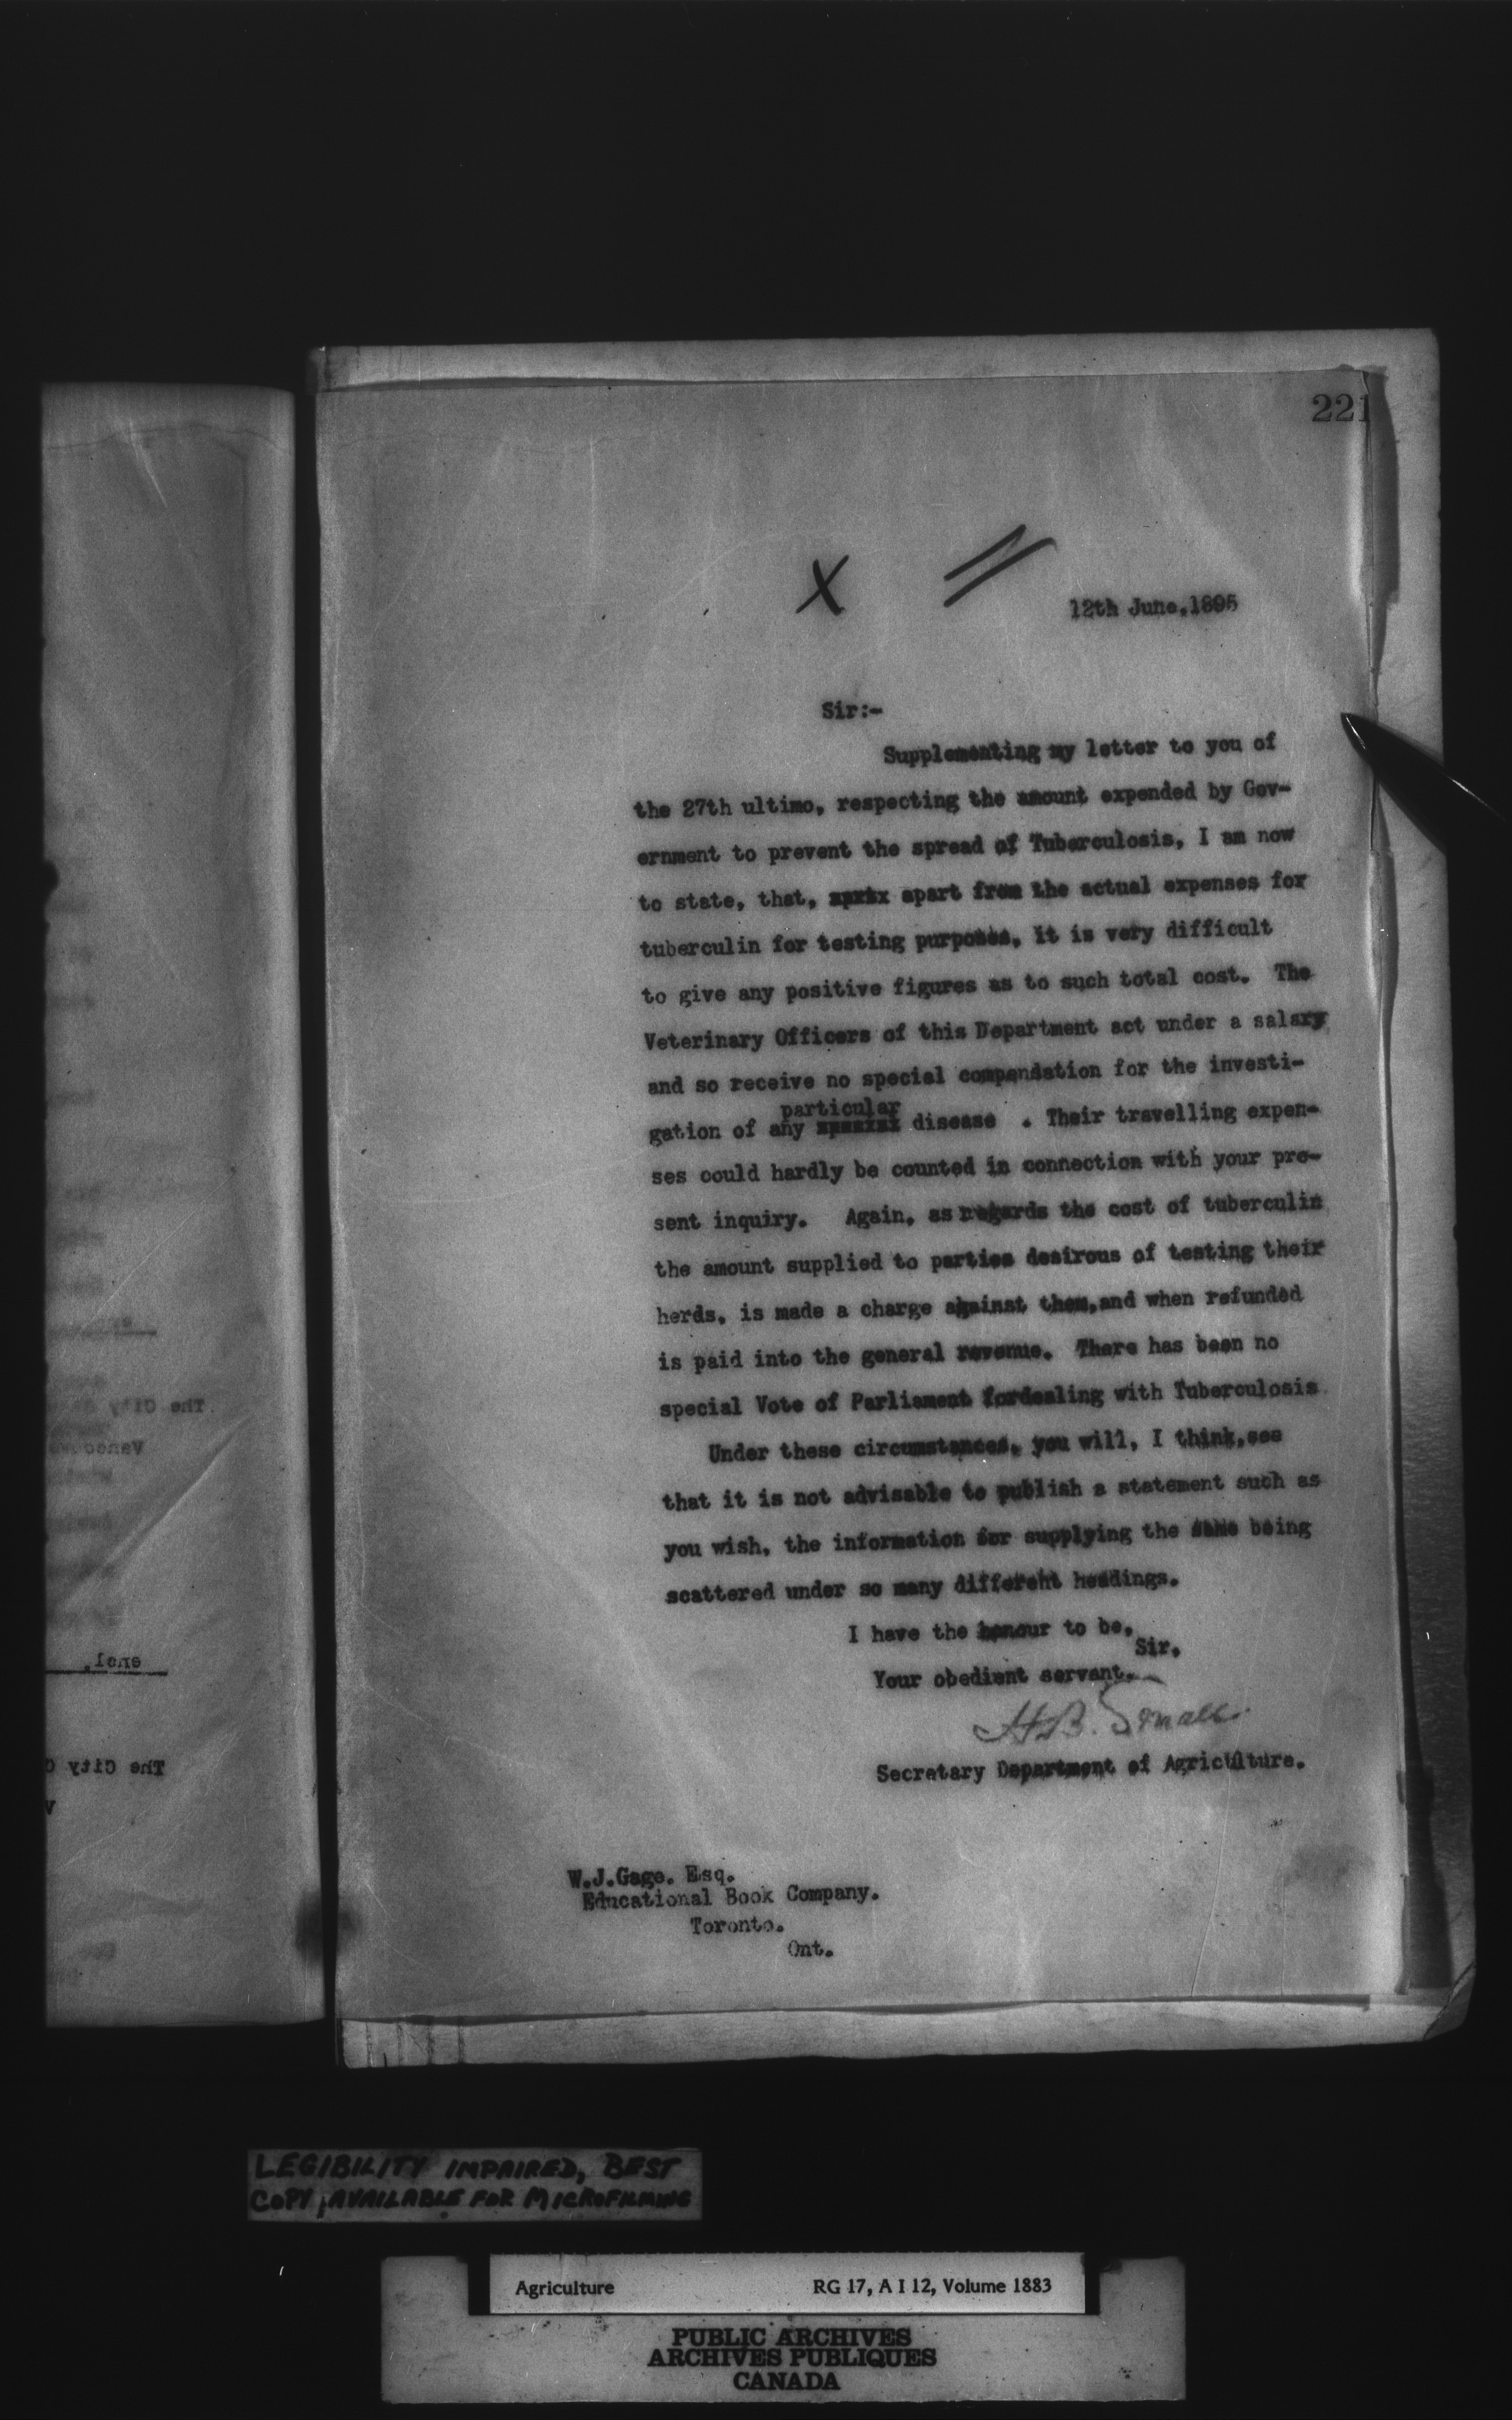 221
X //
12th June,1895
Sir:-
Supplementing my letter to you of
the 27th ultimo, respecting the amount expended by Gov-
ernment to prevent the spread of Tuberculosis, I am now
to state, that, xxxxx apart from the actual expenses for
tuberculin for testing purposes, it is very difficult
to give any positive figures as to such total cost. The
Veterinary Officers of this Department act under a salary
and so receive no special compendation for the investi-
particular
gation of any disease . Their travelling expen-
ses could hardly be counted in connection with your pre-
sent inquiry. Again, as regards the cost of tuberculin
the amount supplied to parties desirous of testing their
herds, is made a charge against them,and when refunded
is paid into the general revenue. There has been no
special Vote of Parliament fordealing with Tuberculosis
Under these circumstances, you will, I think,see
that it is not advisable to publish a statement such as
you wish, the information for supplying the same being
scattered under so many different headings.
I have the honour to be,
Sir,
Your obedient servant.
H.B. Small
Secretary Department of Agriculture.
W.J.Gage. Esq.
Educational Book Company.
Toronto.
Ont.
The City
Vancouve
encl.
The City
LEGIBILITY IMPAIRED, BEST
COPY AVAILABLE FOR MICROFILMING
Agriculture RG 17, A I 12, Volume 1883
PUBLIC ARCHIVES
ARCHIVES PUBLIQUES
CANADA